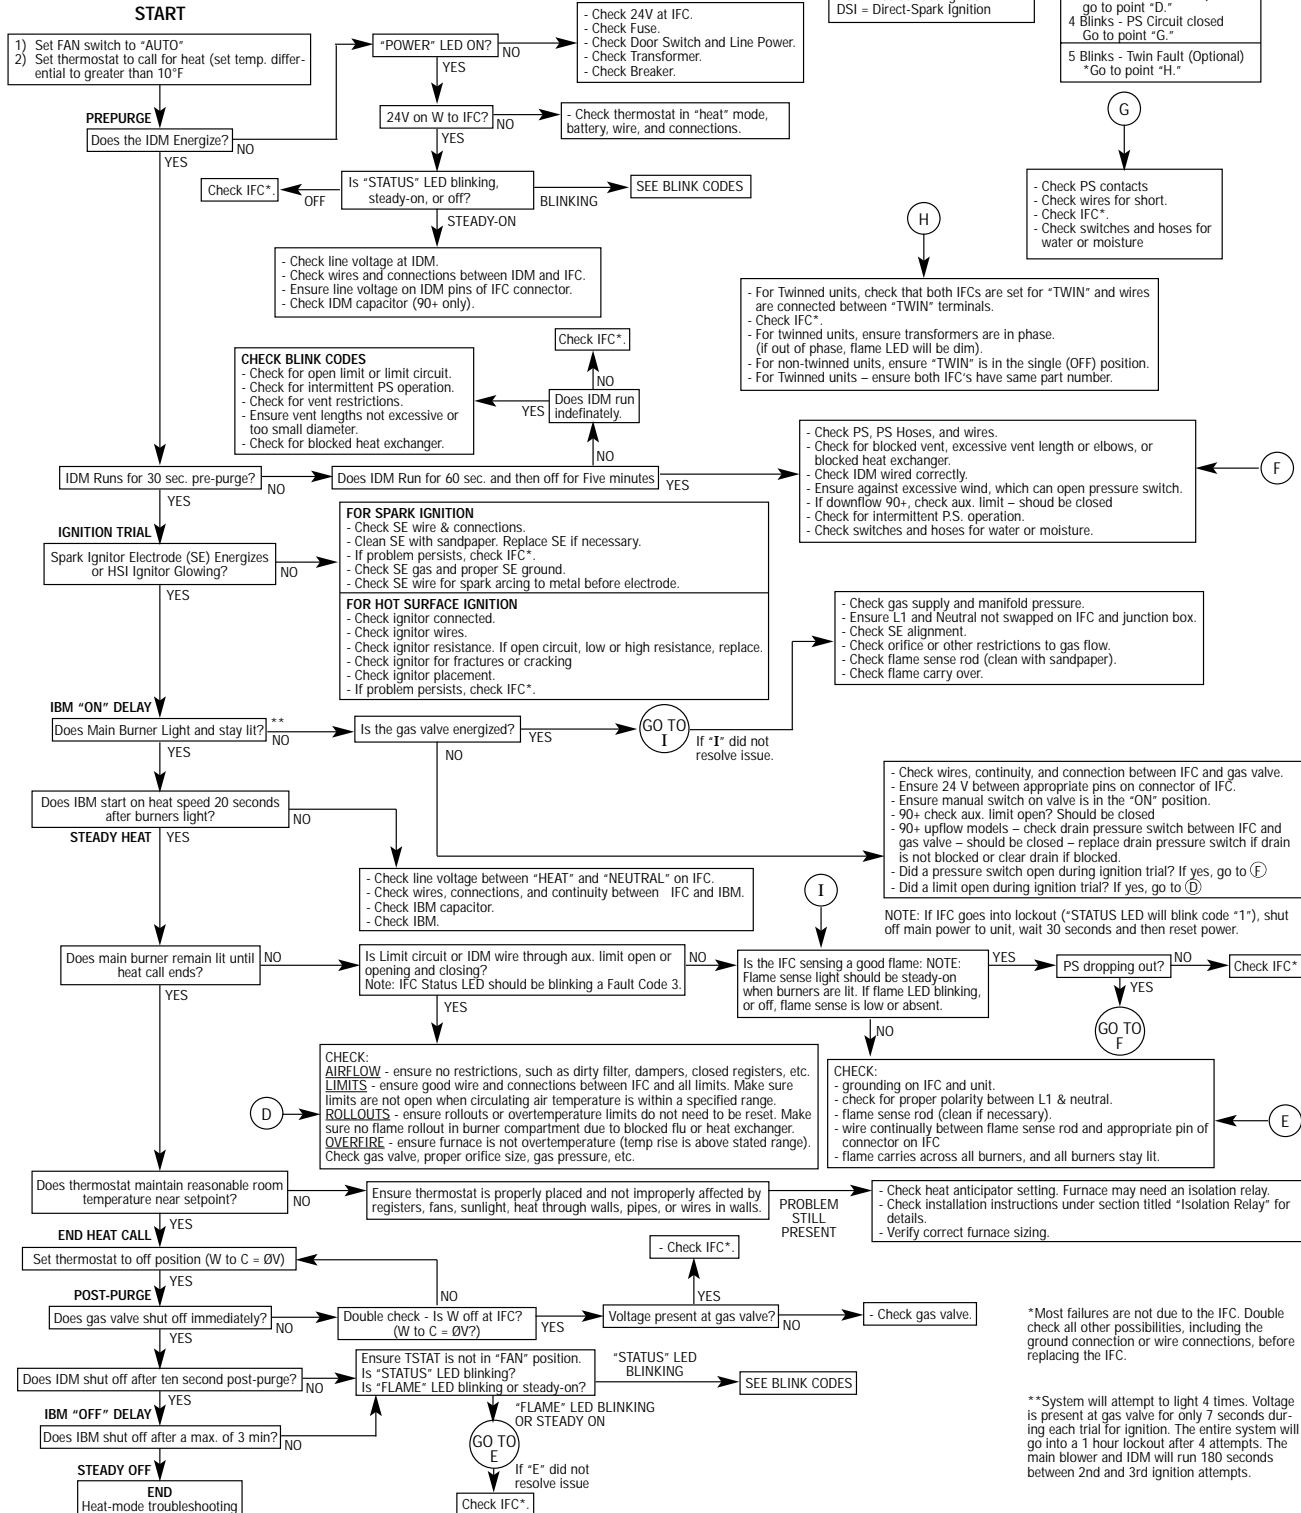 START
1) Set FAN switch to "AUTO"
2) Set thermostat to call for heat (set temp. differ-
ential to greater than 10°F
PREPURGE
Does the IDM Energize?
NO
YES
"POWER" LED ON?
NO
YES
- Check 24V at IFC.
- Check Fuse.
- Check Door Switch and Line Power.
- Check Transformer.
- Check Breaker.
DSI = Direct-Spark Ignition
go to point "D."
4 Blinks - PS Circuit closed
Go to point "G."
5 Blinks - Twin Fault (Optional)
*Go to point "H."
24V on W to IFC?
NO
YES
- Check thermostat in "heat" mode,
battery, wire, and connections.
Check IFC*.
OFF
Is "STATUS" LED blinking,
steady-on, or off?
BLINKING
STEADY-ON
SEE BLINK CODES
- Check line voltage at IDM.
- Check wires and connections between IDM and IFC.
- Ensure line voltage on IDM pins of IFC connector.
- Check IDM capacitor (90+ only).
G
- Check PS contacts
- Check wires for short.
- Check IFC*.
- Check switches and hoses for
water or moisture
H
- For Twinned units, check that both IFCs are set for "TWIN" and wires
are connected between "TWIN" terminals.
- Check IFC*.
- For twinned units, ensure transformers are in phase.
(if out of phase, flame LED will be dim).
- For non-twinned units, ensure "TWIN" is in the single (OFF) position.
- For Twinned units – ensure both IFC's have same part number.
CHECK BLINK CODES
- Check for open limit or limit circuit.
- Check for intermittent PS operation.
- Check for vent restrictions.
- Ensure vent lengths not excessive or
too small diameter.
- Check for blocked heat exchanger.
Check IFC*.
NO
YES
Does IDM run
indefinately.
NO
IDM Runs for 30 sec. pre-purge?
NO
YES
Does IDM Run for 60 sec. and then off for Five minutes
YES
- Check PS, PS Hoses, and wires.
- Check for blocked vent, excessive vent length or elbows, or
blocked heat exchanger.
- Check IDM wired correctly.
- Ensure against excessive wind, which can open pressure switch.
- If downflow 90+, check aux. limit – shoud be closed
- Check for intermittent P.S. operation.
- Check switches and hoses for water or moisture.
F
IGNITION TRIAL
Spark Ignitor Electrode (SE) Energizes
or HSI Ignitor Glowing?
NO
YES
FOR SPARK IGNITION
- Check SE wire & connections.
- Clean SE with sandpaper. Replace SE if necessary.
- If problem persists, check IFC*.
- Check SE gas and proper SE ground.
- Check SE wire for spark arcing to metal before electrode.
FOR HOT SURFACE IGNITION
- Check ignitor connected.
- Check ignitor wires.
- Check ignitor resistance. If open circuit, low or high resistance, replace.
- Check ignitor for fractures or cracking
- Check ignitor placement.
- If problem persists, check IFC*.
- Check gas supply and manifold pressure.
- Ensure L1 and Neutral not swapped on IFC and junction box.
- Check SE alignment.
- Check orifice or other restrictions to gas flow.
- Check flame sense rod (clean with sandpaper).
- Check flame carry over.
IBM "ON" DELAY
Does Main Burner Light and stay lit?
**
NO
YES
Is the gas valve energized?
YES
NO
GO TO
I
If "I" did not
resolve issue.
Does IBM start on heat speed 20 seconds
after burners light?
NO
STEADY HEAT
YES
- Check wires, continuity, and connection between IFC and gas valve.
- Ensure 24 V between appropriate pins on connector of IFC.
- Ensure manual switch on valve is in the "ON" position.
- 90+ check aux. limit open? Should be closed
- 90+ upflow models – check drain pressure switch between IFC and
gas valve – should be closed – replace drain pressure switch if drain
is not blocked or clear drain if blocked.
- Did a pressure switch open during ignition trial? If yes, go to F
- Did a limit open during ignition trial? If yes, go to D
- Check line voltage between "HEAT" and "NEUTRAL" on IFC.
- Check wires, connections, and continuity between IFC and IBM.
- Check IBM capacitor.
- Check IBM.
I
NOTE: If IFC goes into lockout ("STATUS LED will blink code "1"), shut
off main power to unit, wait 30 seconds and then reset power.
Does main burner remain lit until
heat call ends?
NO
YES
Is Limit circuit or IDM wire through aux. limit open or
opening and closing?
Note: IFC Status LED should be blinking a Fault Code 3.
NO
YES
Is the IFC sensing a good flame: NOTE:
Flame sense light should be steady-on
when burners are lit. If flame LED blinking,
or off, flame sense is low or absent.
YES
NO
PS dropping out?
NO
YES
Check IFC*
GO TO
F
D
CHECK:
AIRFLOW - ensure no restrictions, such as dirty filter, dampers, closed registers, etc.
LIMITS - ensure good wire and connections between IFC and all limits. Make sure
limits are not open when circulating air temperature is within a specified range.
ROLLOUTS - ensure rollouts or overtemperature limits do not need to be reset. Make
sure no flame rollout in burner compartment due to blocked flu or heat exchanger.
OVERFIRE - ensure furnace is not overtemperature (temp rise is above stated range).
Check gas valve, proper orifice size, gas pressure, etc.
CHECK:
- grounding on IFC and unit.
- check for proper polarity between L1 & neutral.
- flame sense rod (clean if necessary).
- wire continually between flame sense rod and appropriate pin of
connector on IFC
- flame carries across all burners, and all burners stay lit.
E
Does thermostat maintain reasonable room
temperature near setpoint?
NO
YES
Ensure thermostat is properly placed and not improperly affected by
registers, fans, sunlight, heat through walls, pipes, or wires in walls.
PROBLEM
STILL
PRESENT
- Check heat anticipator setting. Furnace may need an isolation relay.
- Check installation instructions under section titled "Isolation Relay" for
details.
- Verify correct furnace sizing.
END HEAT CALL
Set thermostat to off position (W to C = ØV)
YES
POST-PURGE
Does gas valve shut off immediately?
NO
YES
NO
Double check - Is W off at IFC?
(W to C = ØV?)
YES
- Check IFC*.
YES
Voltage present at gas valve?
NO
- Check gas valve.
Does IDM shut off after ten second post-purge?
NO
YES
Ensure TSTAT is not in "FAN" position.
Is "STATUS" LED blinking?
Is "FLAME" LED blinking or steady-on?
"STATUS" LED
BLINKING
SEE BLINK CODES
"FLAME" LED BLINKING
OR STEADY ON
IBM "OFF" DELAY
Does IBM shut off after a max. of 3 min?
NO
GO TO
E
If "E" did not
resolve issue
Check IFC*.
STEADY OFF
YES
END
Heat-mode troubleshooting
*Most failures are not due to the IFC. Double
check all other possibilities, including the
ground connection or wire connections, before
replacing the IFC.
**System will attempt to light 4 times. Voltage
is present at gas valve for only 7 seconds dur-
ing each trial for ignition. The entire system will
go into a 1 hour lockout after 4 attempts. The
main blower and IDM will run 180 seconds
between 2nd and 3rd ignition attempts.